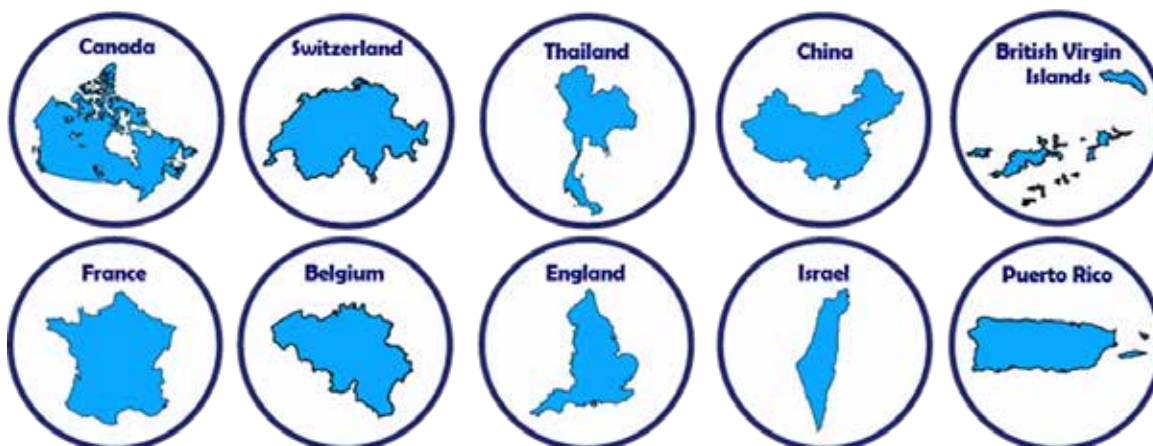 Canada
Switzerland
Thailand
China
British Virgin
Islands
France
Belgium
England
Israel
Puerto Rico